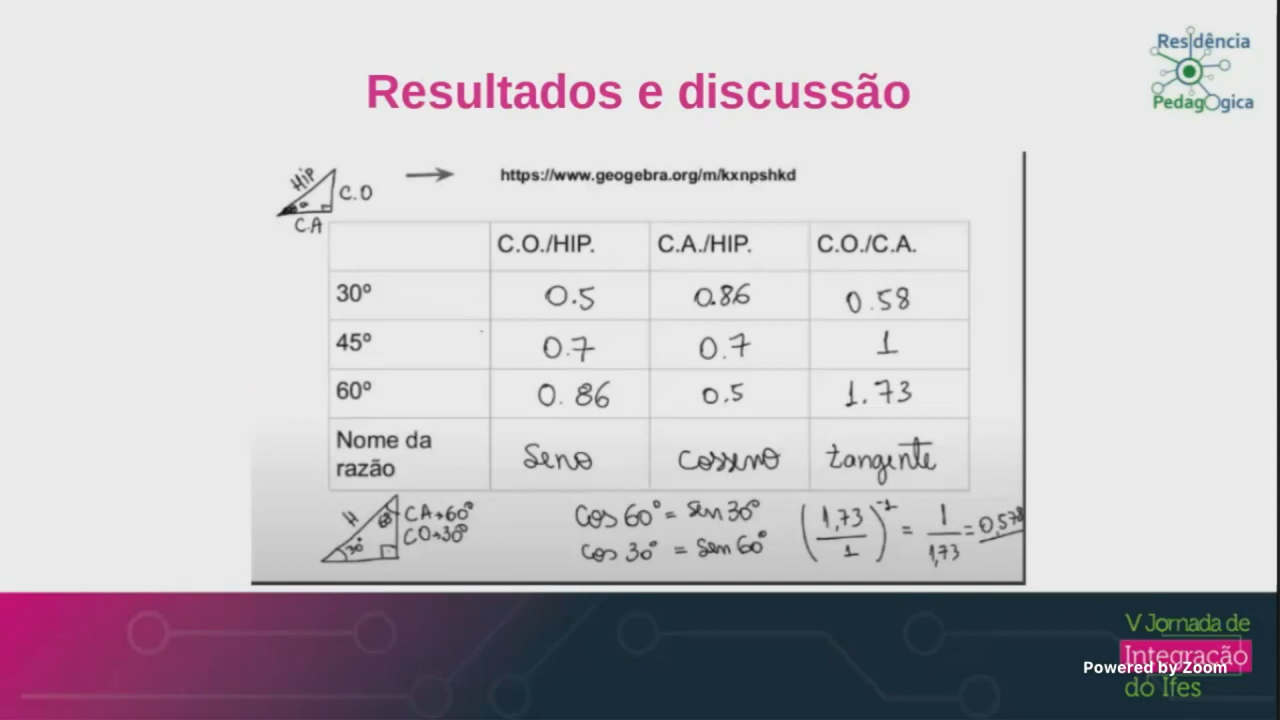 Resultados e discussão
Residência
PedagOgica
HiP
C.O
C.A
https://www.geogebra.org/m/kxnpshkd
C.O./HIP. C.A./HIP. C.O./C.A.
30º 0.5 0.86 0.58
45º 0.7 0.7 1
60º 0.86 0.5 1.73
Nome da
razão
Seno Cosseno tangente
H
60°
30°
CA→60°
CO→30°
Cos 60° = Sen 30°
Cos 30° = Sen 60°
(1,73/1)⁻¹ = 1/1,73 = 0,578
V Jornada de
Integração
do Ifes
Powered by Zoom